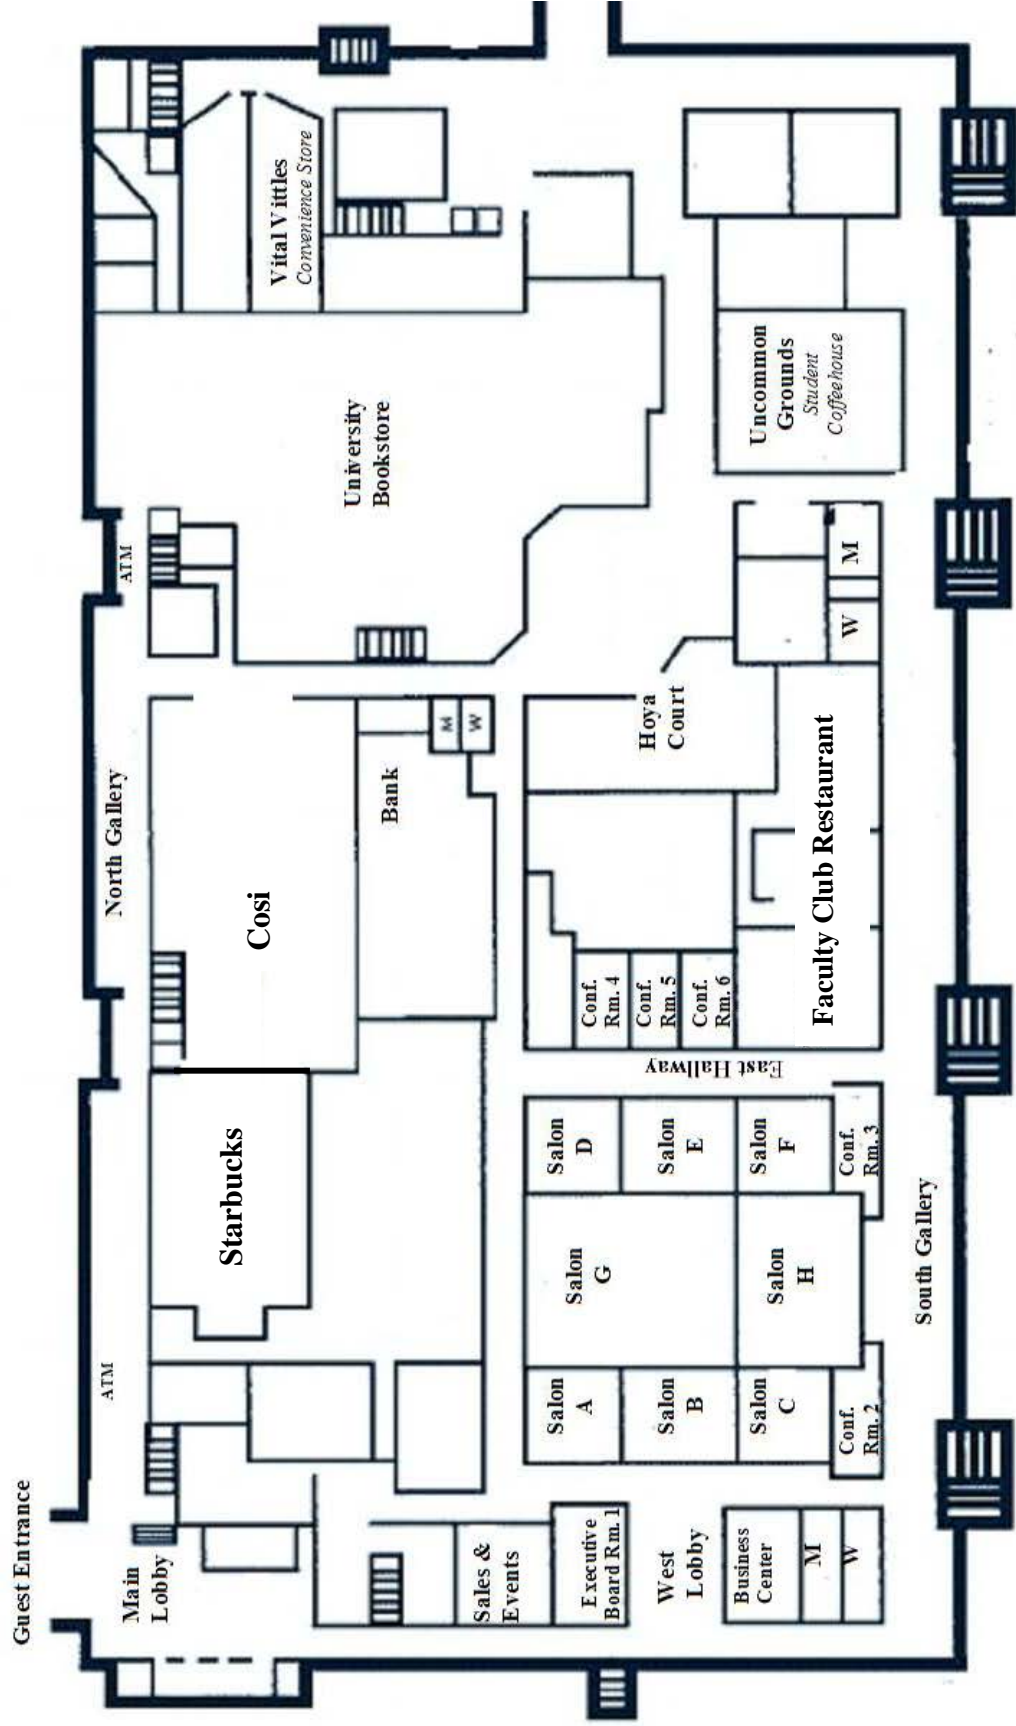 Guest Entrance
Main
Lobby
ATM
North Gallery
ATM
Starbucks
Cosi
Vital Vittles
Convenience Store
University
Bookstore
Bank
M
W
Sales &
Events
Executive
Board Rm. 1
West
Lobby
Business
Center
M
W
Salon
A
Salon
B
Salon
C
Conf.
Rm. 2
Salon
G
Salon
H
Salon
D
Salon
E
Salon
F
Conf.
Rm. 3
East Hallway
Conf.
Rm. 4
Conf.
Rm. 5
Conf.
Rm. 6
Hoya
Court
Faculty Club Restaurant
W
M
Uncommon
Grounds
Student
Coffeehouse
South Gallery